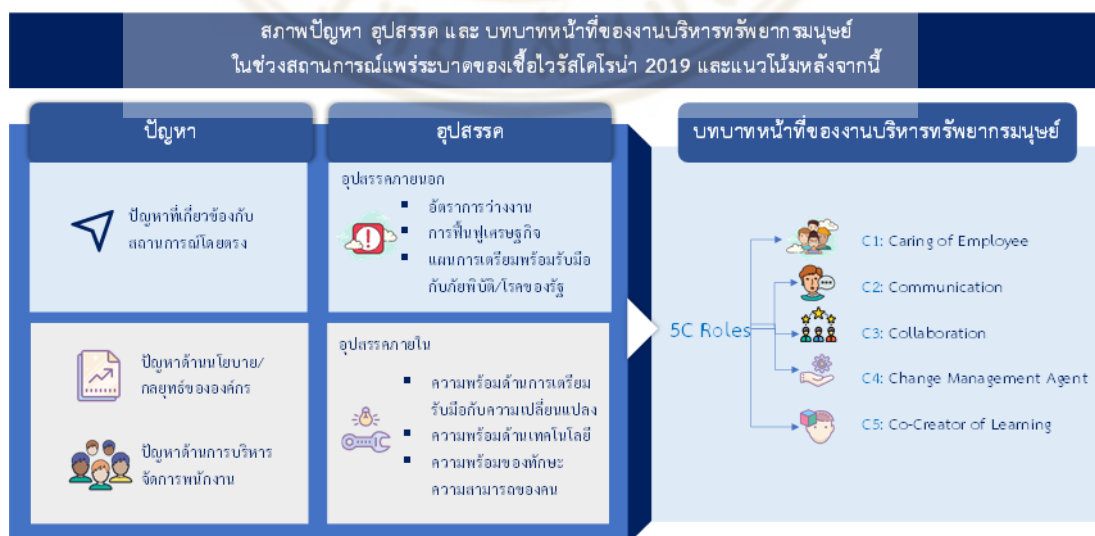 สภาพปัญหา อุปสรรค และ บทบาทหน้าที่ของงานบริหารทรัพยากรมนุษย์
ในช่วงสถานการณ์แพร่ระบาดของเชื้อไวรัสโคโรน่า 2019 และแนวโน้มหลังจากนี้
ปัญหา
ปัญหาที่เกี่ยวข้องกับ
สถานการณ์โดยตรง
ปัญหาด้านนโยบาย/
กลยุทธ์ขององค์กร
ปัญหาด้านการบริหาร
จัดการพนักงาน
อุปสรรค
อุปสรรคภายนอก
▪ อัตราการว่างงาน
▪ การฟื้นฟูเศรษฐกิจ
▪ แผนการเตรียมพร้อมรับมือ
กับภัยพิบัติ/โรคของรัฐ
อุปสรรคภายใน
▪ ความพร้อมด้านการเตรียม
รับมือกับความเปลี่ยนแปลง
▪ ความพร้อมด้านเทคโนโลยี
▪ ความพร้อมของทักษะ
ความสามารถของคน
บทบาทหน้าที่ของงานบริหารทรัพยากรมนุษย์
5C Roles
C1: Caring of Employee
C2: Communication
C3: Collaboration
C4: Change Management Agent
C5: Co-Creator of Learning